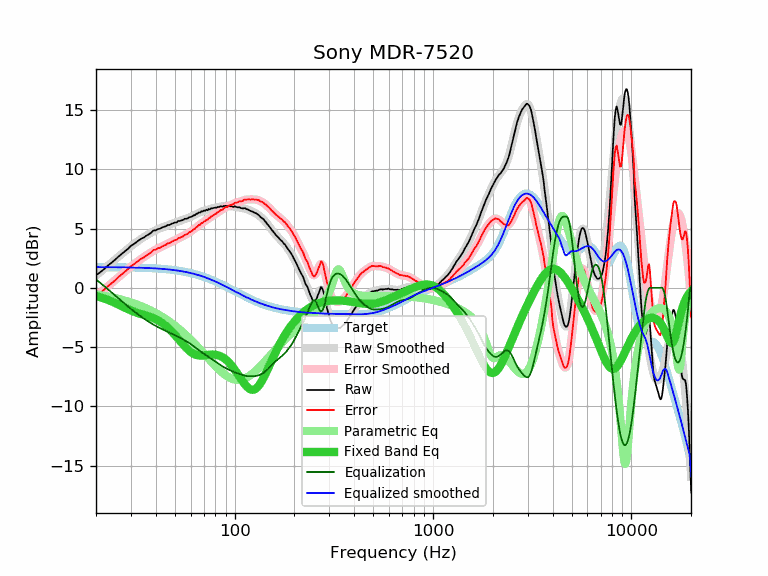 Sony MDR-7520
Amplitude (dBr)
15
10
5
0
−5
−10
−15
Target
Raw Smoothed
Error Smoothed
Raw
Error
Parametric Eq
Fixed Band Eq
Equalization
Equalized smoothed
100
1000
10000
Frequency (Hz)